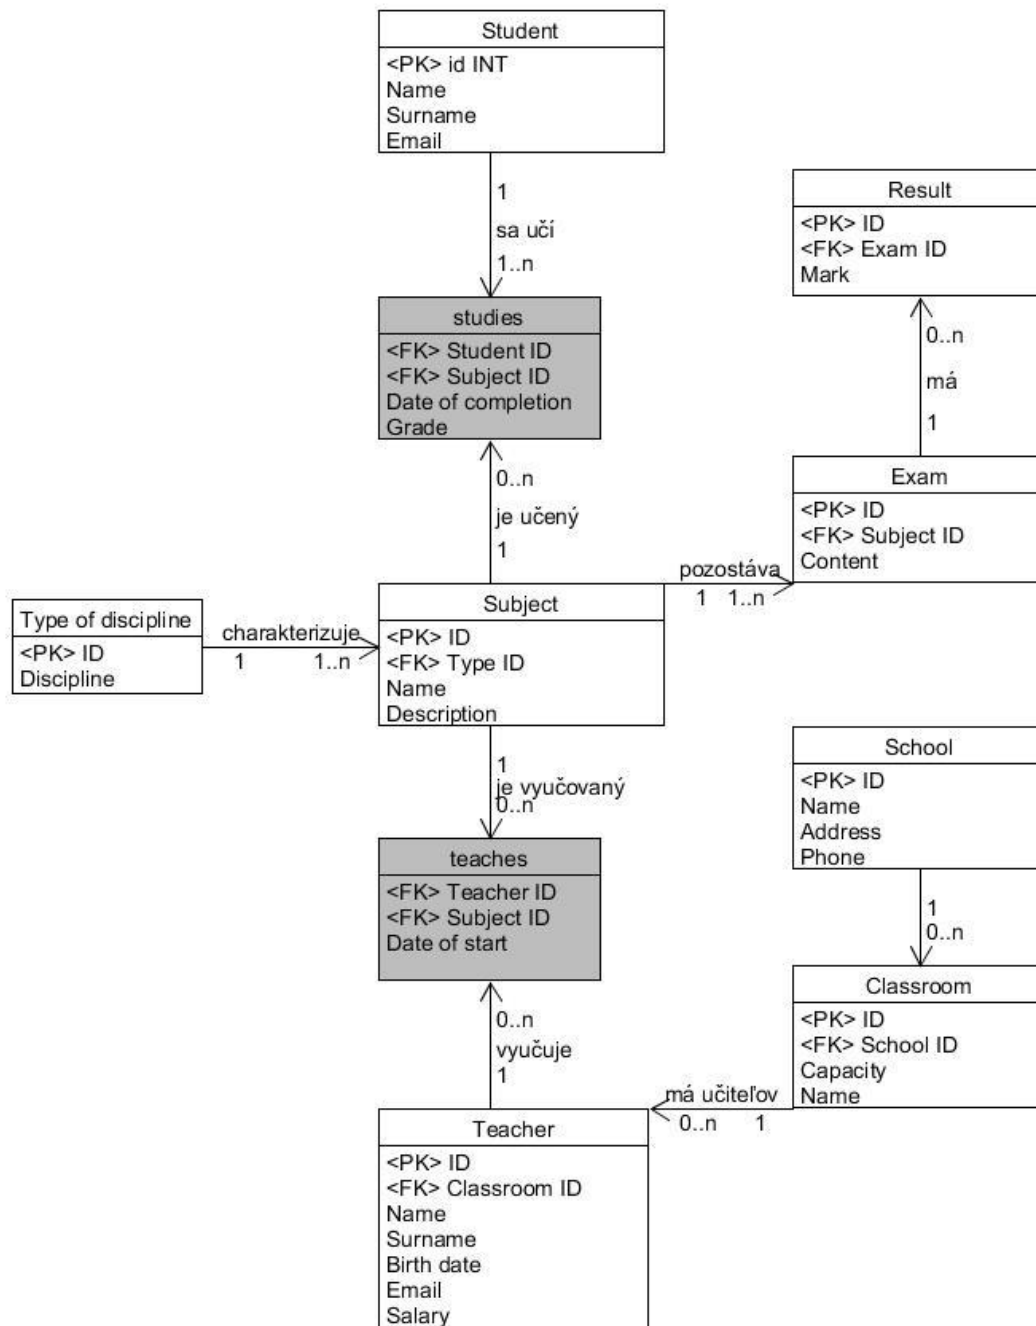 Student
<PK> id INT
Name
Surname
Email
1
sa učí
1..n
studies
<FK> Student ID
<FK> Subject ID
Date of completion
Grade
0..n
je učený
1
Result
<PK> ID
<FK> Exam ID
Mark
0..n
má
1
Exam
<PK> ID
<FK> Subject ID
Content
pozostáva
1 1..n
Type of discipline
<PK> ID
Discipline
charakterizuje
1 1..n
Subject
<PK> ID
<FK> Type ID
Name
Description
1
je vyučovaný
0..n
teaches
<FK> Teacher ID
<FK> Subject ID
Date of start
0..n
vyučuje
1
School
<PK> ID
Name
Address
Phone
1
0..n
Classroom
<PK> ID
<FK> School ID
Capacity
Name
má učiteľov
0..n 1
Teacher
<PK> ID
<FK> Classroom ID
Name
Surname
Birth date
Email
Salary